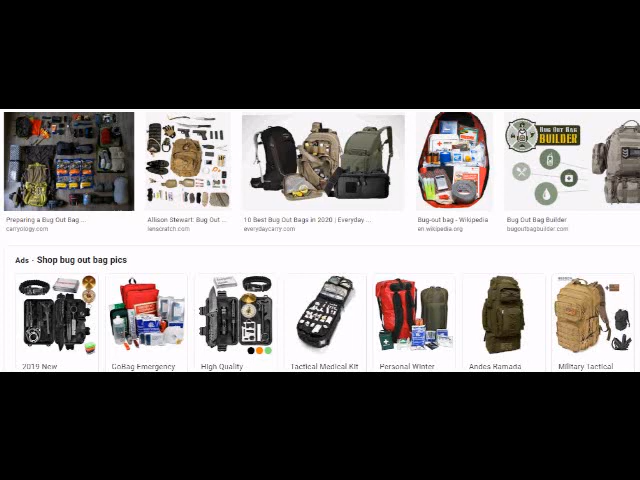 BUG OUT BAG
BUILDER
Preparing a Bug Out Bag ...
carryology.com
Allison Stewart: Bug Out ...
lenscratch.com
10 Best Bug Out Bags in 2020 | Everyday ...
everydaycarry.com
Bug-out bag - Wikipedia
en.wikipedia.org
Bug Out Bag Builder
bugoutbagbuilder.com
Ads · Shop bug out bag pics
2019 New
GoBag Emergency
High Quality
Tactical Medical Kit
Personal Winter
Andes Ramada
Military Tactical